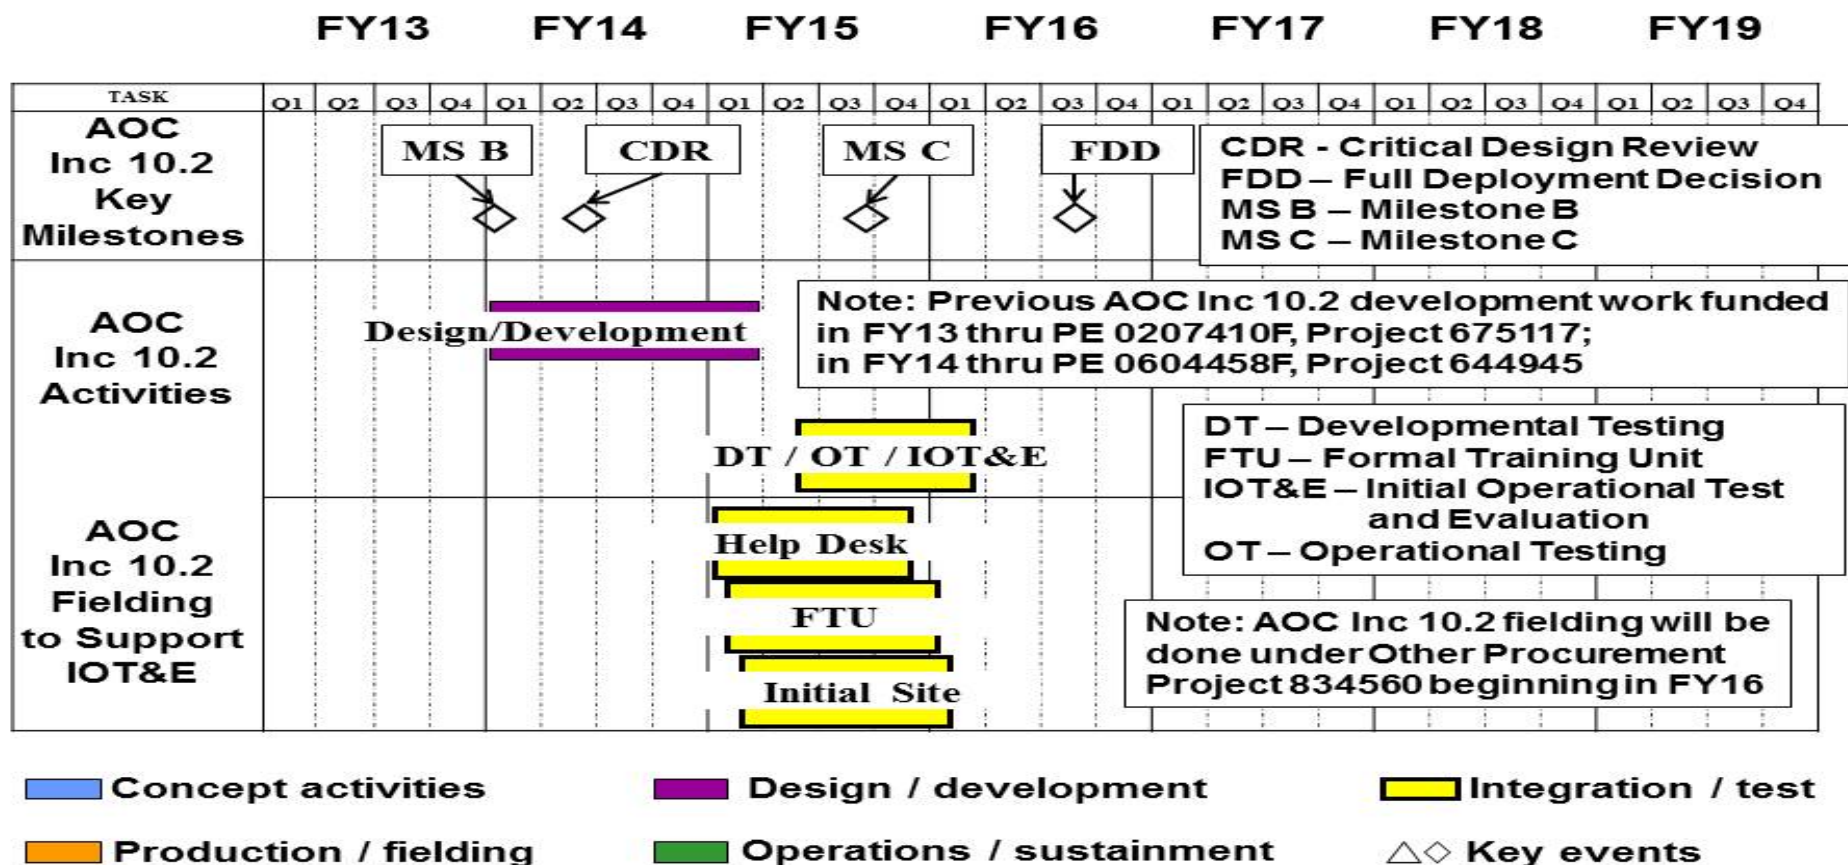 FY13 FY14 FY15 FY16 FY17 FY18 FY19
TASK Q1 Q2 Q3 Q4 Q1 Q2 Q3 Q4 Q1 Q2 Q3 Q4 Q1 Q2 Q3 Q4 Q1 Q2 Q3 Q4 Q1 Q2 Q3 Q4 Q1 Q2 Q3 Q4
AOC
Inc 10.2
Key
Milestones
MS B CDR MS C FDD
CDR - Critical Design Review
FDD – Full Deployment Decision
MS B – Milestone B
MS C – Milestone C
AOC
Inc 10.2
Activities
Design/Development
Note: Previous AOC Inc 10.2 development work funded
in FY13 thru PE 0207410F, Project 675117;
in FY14 thru PE 0604458F, Project 644945
DT / OT / IOT&E
DT – Developmental Testing
FTU – Formal Training Unit
IOT&E – Initial Operational Test
and Evaluation
OT – Operational Testing
AOC
Inc 10.2
Fielding
to Support
IOT&E
Help Desk
FTU
Initial Site
Note: AOC Inc 10.2 fielding will be
done under Other Procurement
Project 834560 beginning in FY16
Concept activities Design / development Integration / test
Production / fielding Operations / sustainment Key events